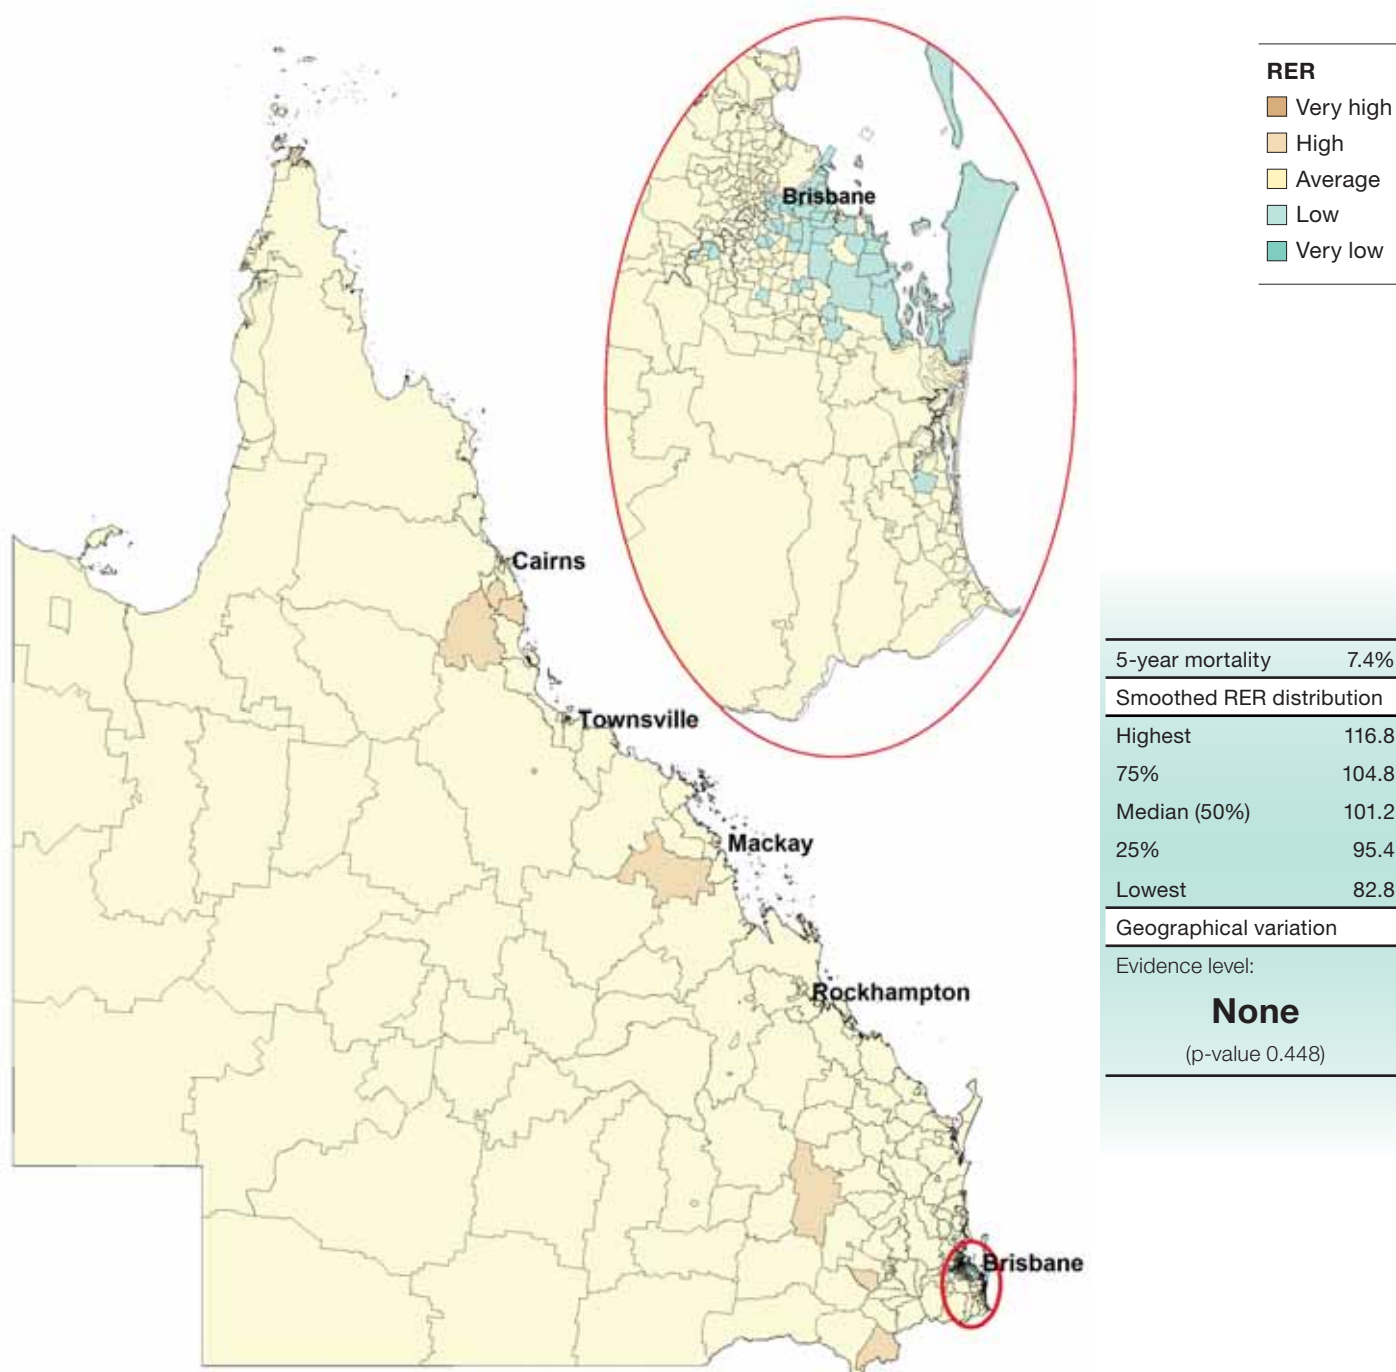 RER
Very high
High
Average
Low
Very low
Brisbane
Cairns
Townsville
Mackay
Rockhampton
Brisbane
5-year mortality 7.4%
Smoothed RER distribution
Highest 116.8
75% 104.8
Median (50%) 101.2
25% 95.4
Lowest 82.8
Geographical variation
Evidence level:
None
(p-value 0.448)